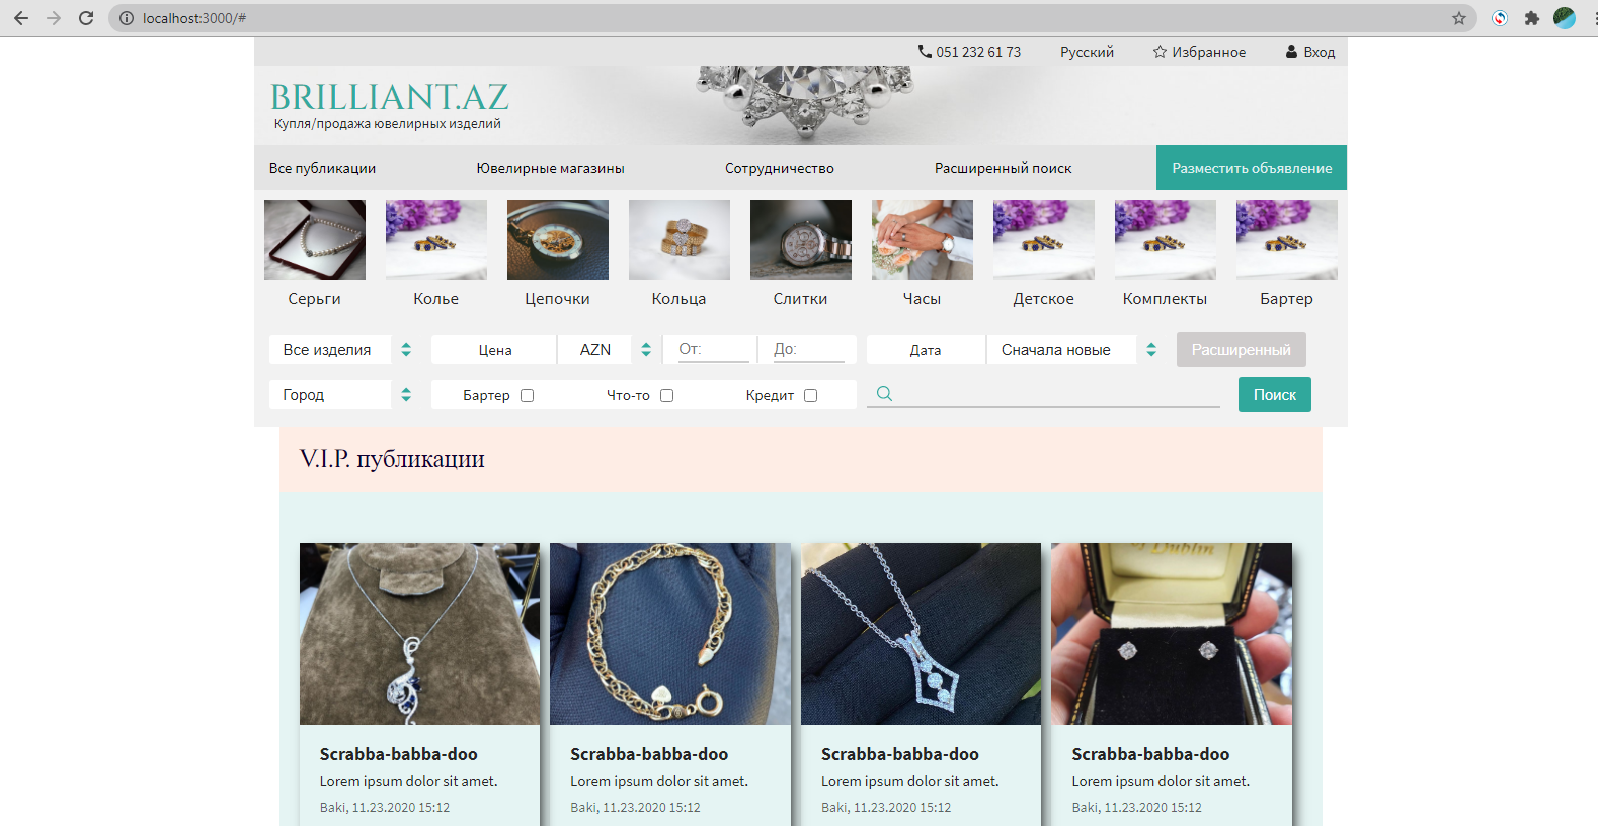 localhost:3000/#
051 232 61 73 Русский Избранное Вход
BRILLIANT.AZ
Купля/продажа ювелирных изделий
Все публикации Ювелирные магазины Сотрудничество Расширенный поиск Разместить объявление
Серьги Колье Цепочки Кольца Слитки Часы Детское Комплекты Бартер
Все изделия Цена AZN От: До: Дата Сначала новые Расширенный
Город Бартер Что-то Кредит Поиск
V.I.P. публикации
Dublin
Scrabba-babba-doo Scrabba-babba-doo Scrabba-babba-doo Scrabba-babba-doo
Lorem ipsum dolor sit amet. Lorem ipsum dolor sit amet. Lorem ipsum dolor sit amet. Lorem ipsum dolor sit amet.
Baki, 11.23.2020 15:12 Baki, 11.23.2020 15:12 Baki, 11.23.2020 15:12 Baki, 11.23.2020 15:12